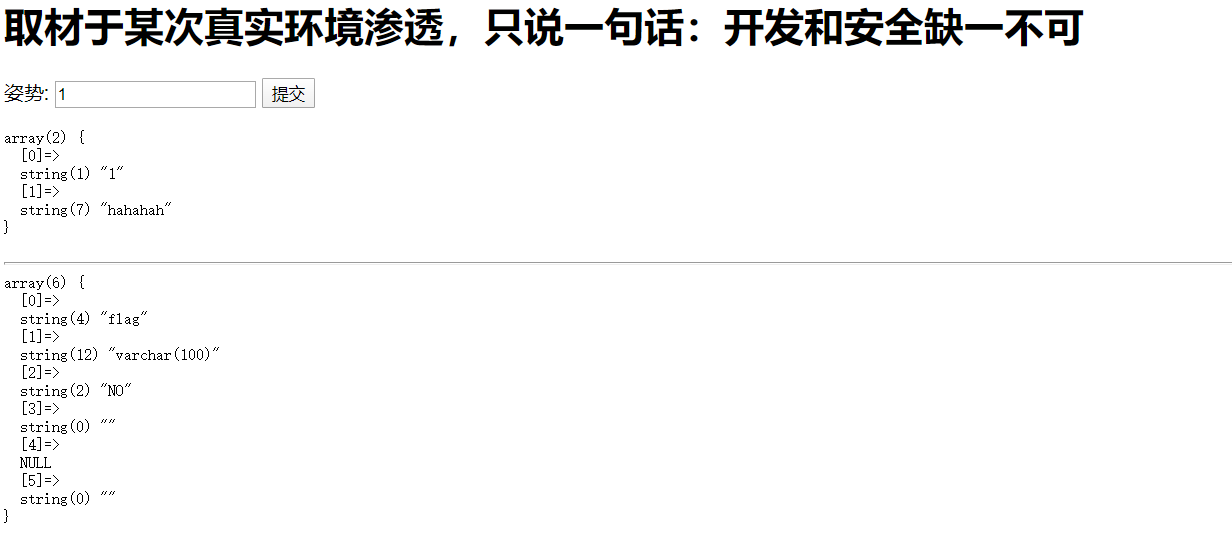 取材于某次真实环境渗透，只说一句话：开发和安全缺一不可
姿势: 1 提交
array(2) {
[0]=>
string(1) "1"
[1]=>
string(7) "hahahah"
}
array(6) {
[0]=>
string(4) "flag"
[1]=>
string(12) "varchar(100)"
[2]=>
string(2) "NO"
[3]=>
string(0) ""
[4]=>
NULL
[5]=>
string(0) ""
}